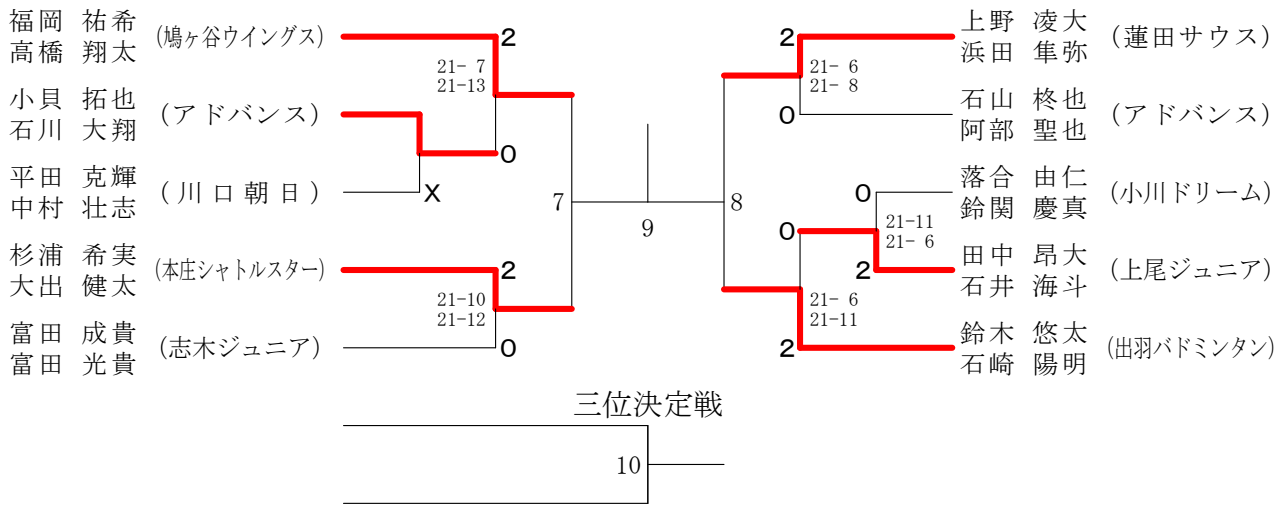 福岡 祐希
高橋 翔太
(鳩ヶ谷ウイングス)
2
21- 7
21-13
小貝 拓也
石川 大翔
(アドバンス)
0
平田 克輝
中村 壮志
(川口朝日)
X
7
杉浦 希実
大出 健太
(本庄シャトルスター)
2
21-10
21-12
富田 成貴
富田 光貴
(志木ジュニア)
0
9
上野 凌大
浜田 隼弥
(蓮田サウス)
2
21- 6
21- 8
石山 柊也
阿部 聖也
(アドバンス)
0
8
落合 由仁
鈴関 慶真
(小川ドリーム)
0
21-11
21- 6
0
田中 昂大
石井 海斗
(上尾ジュニア)
2
21- 6
21-11
鈴木 悠太
石崎 陽明
(出羽バドミンタン)
2
三位決定戦
10